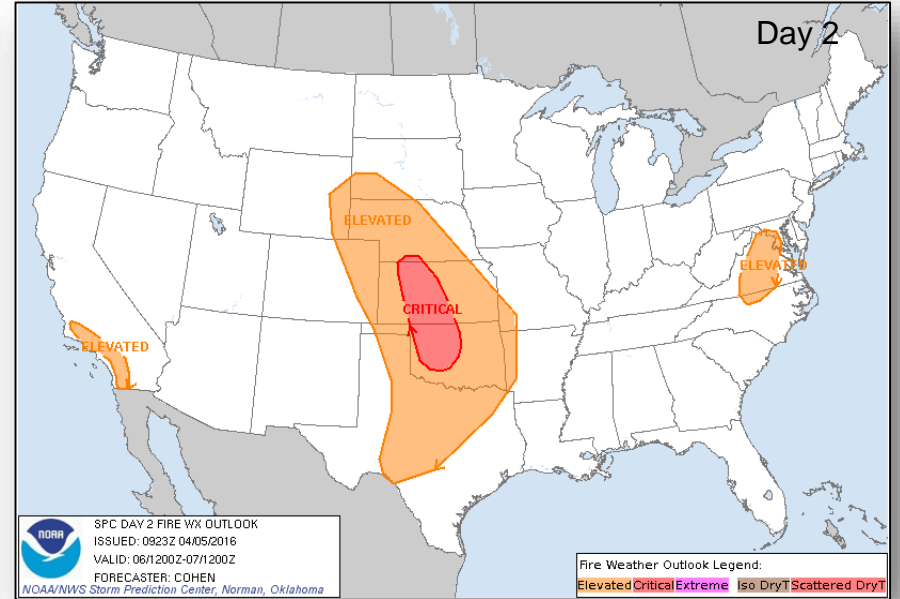 Day 2
ELEVATED
ELEVATED
CRITICAL
ELEVATED
NOAA
SPC DAY 2 FIRE WX OUTLOOK
ISSUED: 0923Z 04/05/2016
VALID: 06/1200Z-07/1200Z
FORECASTER: COHEN
NOAA/NWS Storm Prediction Center, Norman, Oklahoma
Fire Weather Outlook Legend:
Elevated Critical Extreme Iso DryT Scattered DryT